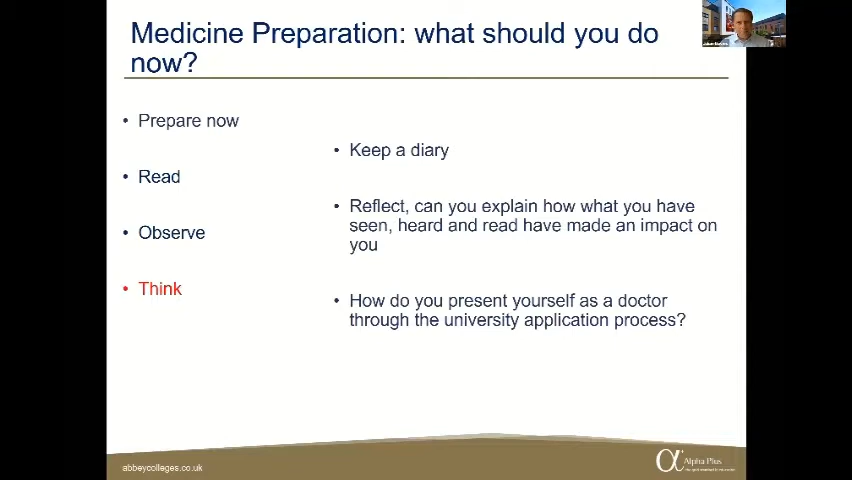 Medicine Preparation: what should you do
now?
• Prepare now
• Read
• Observe
• Think
• Keep a diary
• Reflect, can you explain how what you have
seen, heard and read have made an impact on
you
• How do you present yourself as a doctor
through the university application process?
abbeycolleges.co.uk
Alpha Plus